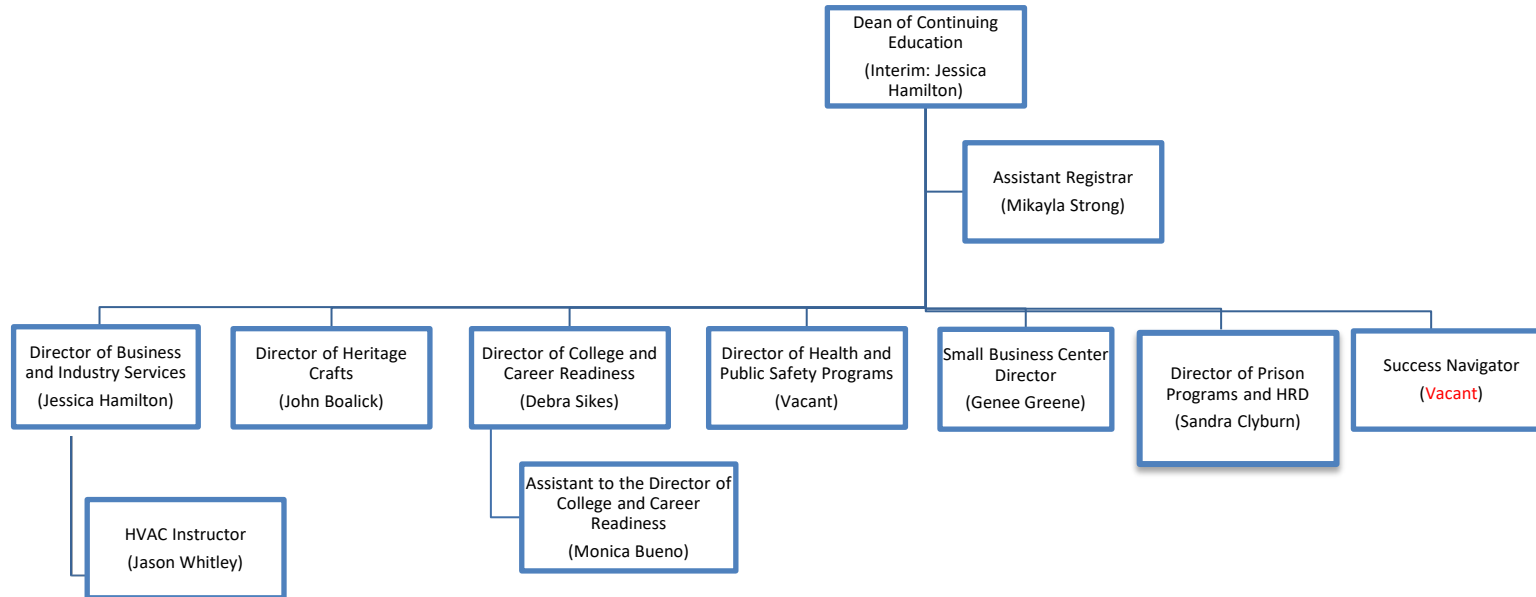 Dean of Continuing
Education
(Interim: Jessica
Hamilton)
Assistant Registrar
(Mikayla Strong)
Director of Business
and Industry Services
(Jessica Hamilton)
Director of Heritage
Crafts
(John Boalick)
Director of College and
Career Readiness
(Debra Sikes)
Director of Health and
Public Safety Programs
(Vacant)
Small Business Center
Director
(Genee Greene)
Director of Prison
Programs and HRD
(Sandra Clyburn)
Success Navigator
(Vacant)
HVAC Instructor
(Jason Whitley)
Assistant to the Director of
College and Career
Readiness
(Monica Bueno)